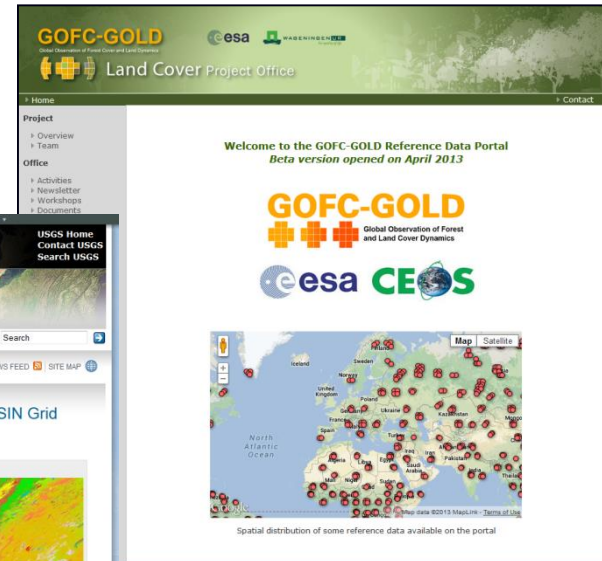 GOFC-GOLD
Global Observation of Forest Cover and Land Dynamics
esa
WAGENINGEN UR
Land Cover Project Office
Home
Contact
Project
Overview
Team
Office
Activities
Newsletter
Workshops
Documents
Welcome to the GOFC-GOLD Reference Data Portal
Beta version opened on April 2013
GOFC-GOLD
Global Observation of Forest
and Land Cover Dynamics
esa CEOS
Map Satellite
Iceland
Sweden
Norway
United
Kingdom
Poland
Germany
Ukraine
France
Kazakhstan
Spain
North
Atlantic
Ocean
Algeria
Libya
Egypt
Saudi
Arabia
Iraq
Iran
Pakistan
India
Mali
Niger
Sudan
Thailand
Map data ©2013 MapLink - Terms of Use
Spatial distribution of some reference data available on the portal
USGS Home
Contact USGS
Search USGS
Search
WS FEED
SITE MAP
SIN Grid